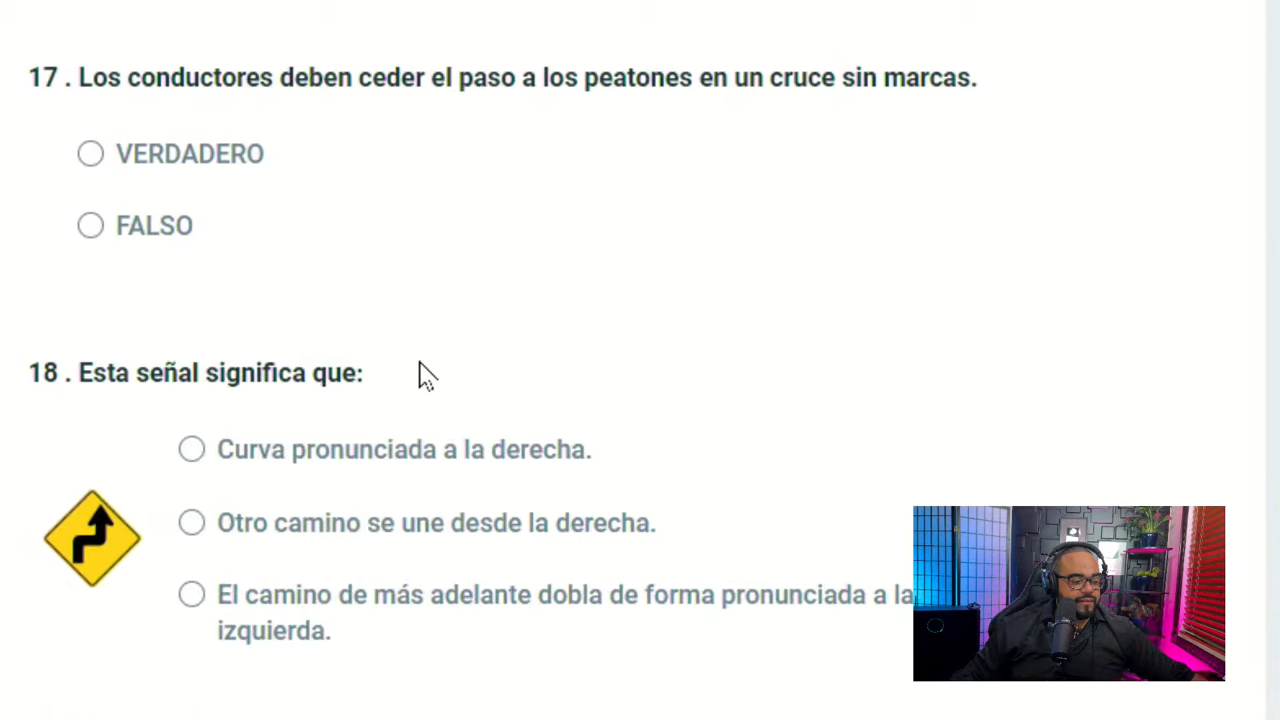 17 . Los conductores deben ceder el paso a los peatones en un cruce sin marcas.
VERDADERO
FALSO
18 . Esta señal significa que:
Curva pronunciada a la derecha.
Otro camino se une desde la derecha.
El camino de más adelante dobla de forma pronunciada a la
izquierda.